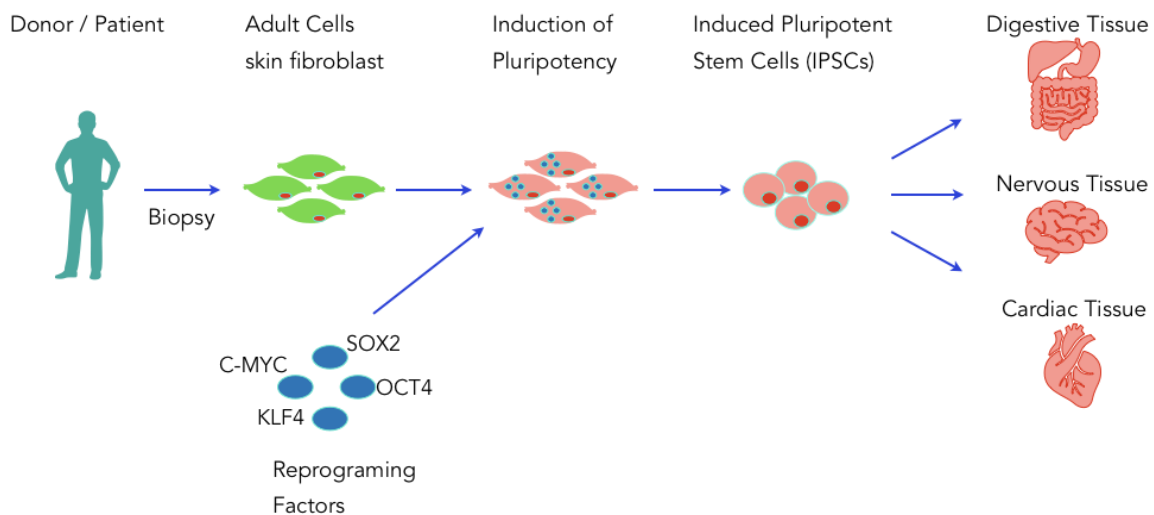 Donor / Patient
Adult Cells
skin fibroblast
Induction of
Pluripotency
Induced Pluripotent
Stem Cells (IPSCs)
Digestive Tissue
Biopsy
Nervous Tissue
Cardiac Tissue
SOX2
C-MYC
OCT4
KLF4
Reprograming
Factors